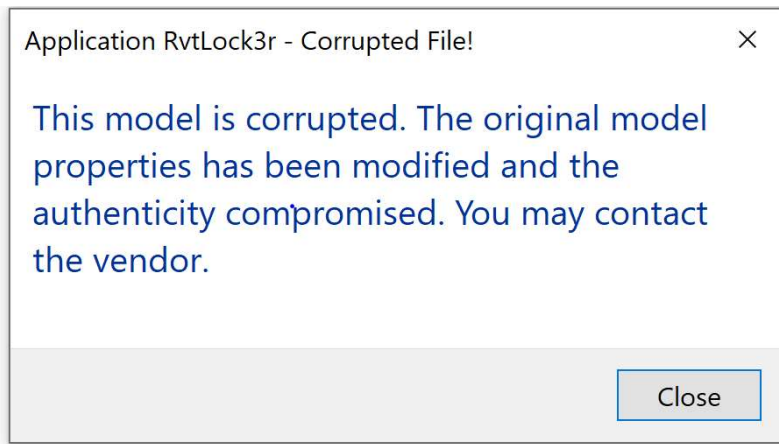 Application RvtLock3r - Corrupted File!
This model is corrupted. The original model
properties has been modified and the
authenticity compromised. You may contact
the vendor.
Close